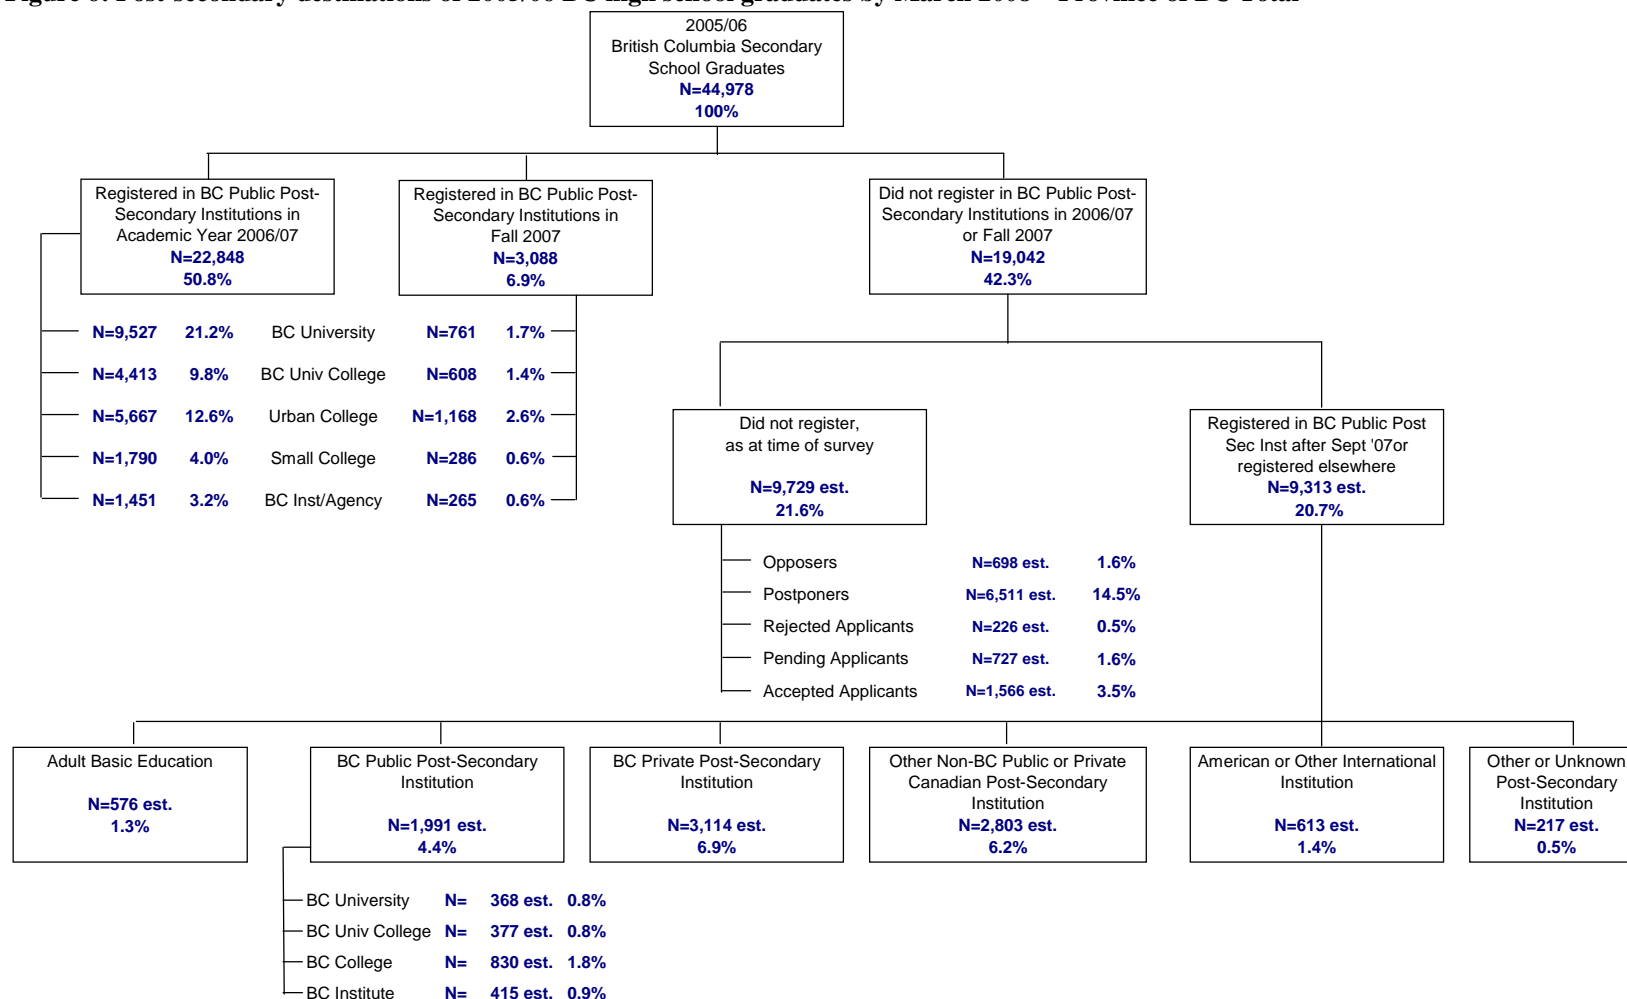 2005/06
British Columbia Secondary
School Graduates
N=44,978
100%
Registered in BC Public Post-
Secondary Institutions in
Academic Year 2006/07
N=22,848
50.8%
Registered in BC Public Post-
Secondary Institutions in
Fall 2007
N=3,088
6.9%
Did not register in BC Public Post-
Secondary Institutions in 2006/07
or Fall 2007
N=19,042
42.3%
N=9,527 21.2% BC University N=761 1.7%
N=4,413 9.8% BC Univ College N=608 1.4%
N=5,667 12.6% Urban College N=1,168 2.6%
N=1,790 4.0% Small College N=286 0.6%
N=1,451 3.2% BC Inst/Agency N=265 0.6%
Did not register,
as at time of survey
N=9,729 est.
21.6%
Registered in BC Public Post
Sec Inst after Sept '07or
registered elsewhere
N=9,313 est.
20.7%
Opposers N=698 est. 1.6%
Postponers N=6,511 est. 14.5%
Rejected Applicants N=226 est. 0.5%
Pending Applicants N=727 est. 1.6%
Accepted Applicants N=1,566 est. 3.5%
Adult Basic Education
N=576 est.
1.3%
BC Public Post-Secondary
Institution
N=1,991 est.
4.4%
BC Private Post-Secondary
Institution
N=3,114 est.
6.9%
Other Non-BC Public or Private
Canadian Post-Secondary
Institution
N=2,803 est.
6.2%
American or Other International
Institution
N=613 est.
1.4%
Other or Unknown
Post-Secondary
Institution
N=217 est.
0.5%
BC University N= 368 est. 0.8%
BC Univ College N= 377 est. 0.8%
BC College N= 830 est. 1.8%
BC Institute N= 415 est. 0.9%